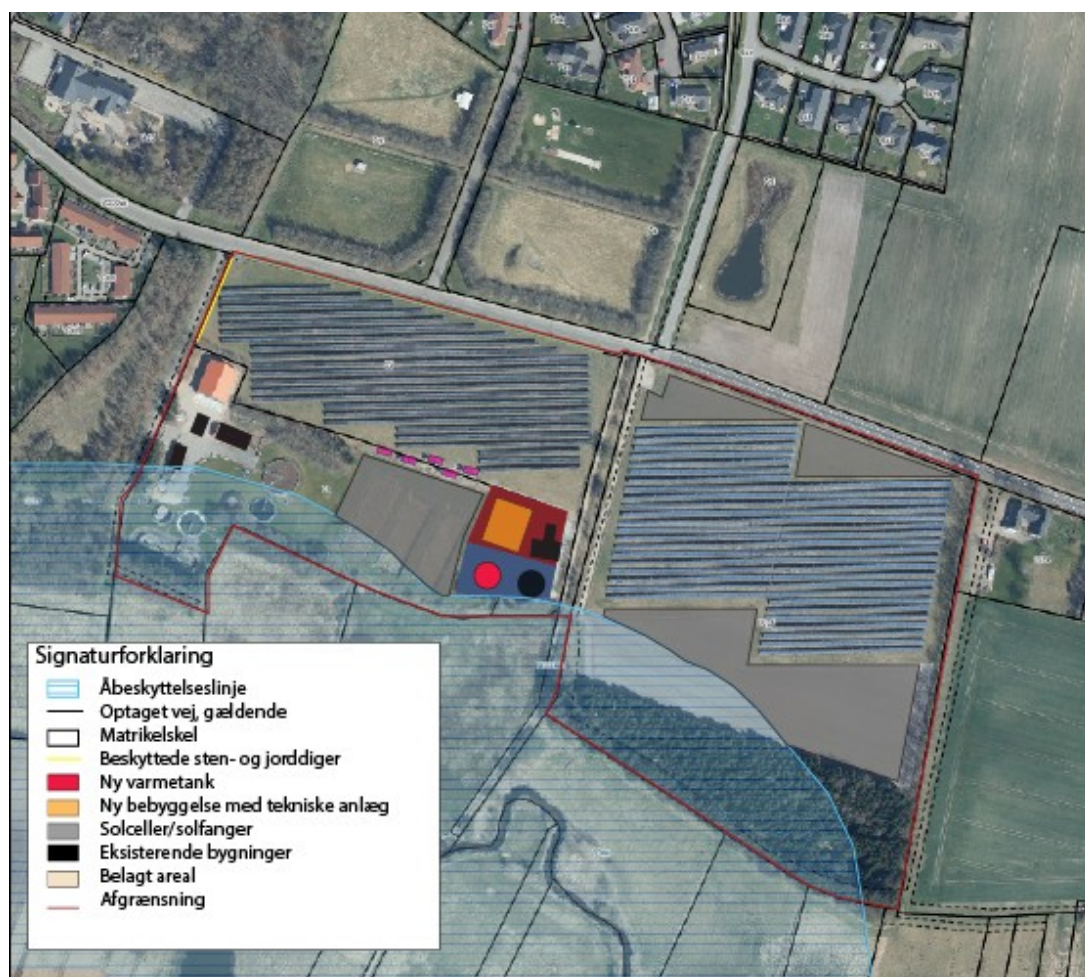 Signaturforklaring
Åbeskyttelseslinje
Optaget vej, gældende
Matrikelskel
Beskyttede sten- og jorddiger
Ny varmetank
Ny bebyggelse med tekniske anlæg
Solceller/solfanger
Eksisterende bygninger
Belagt areal
Afgrænsning